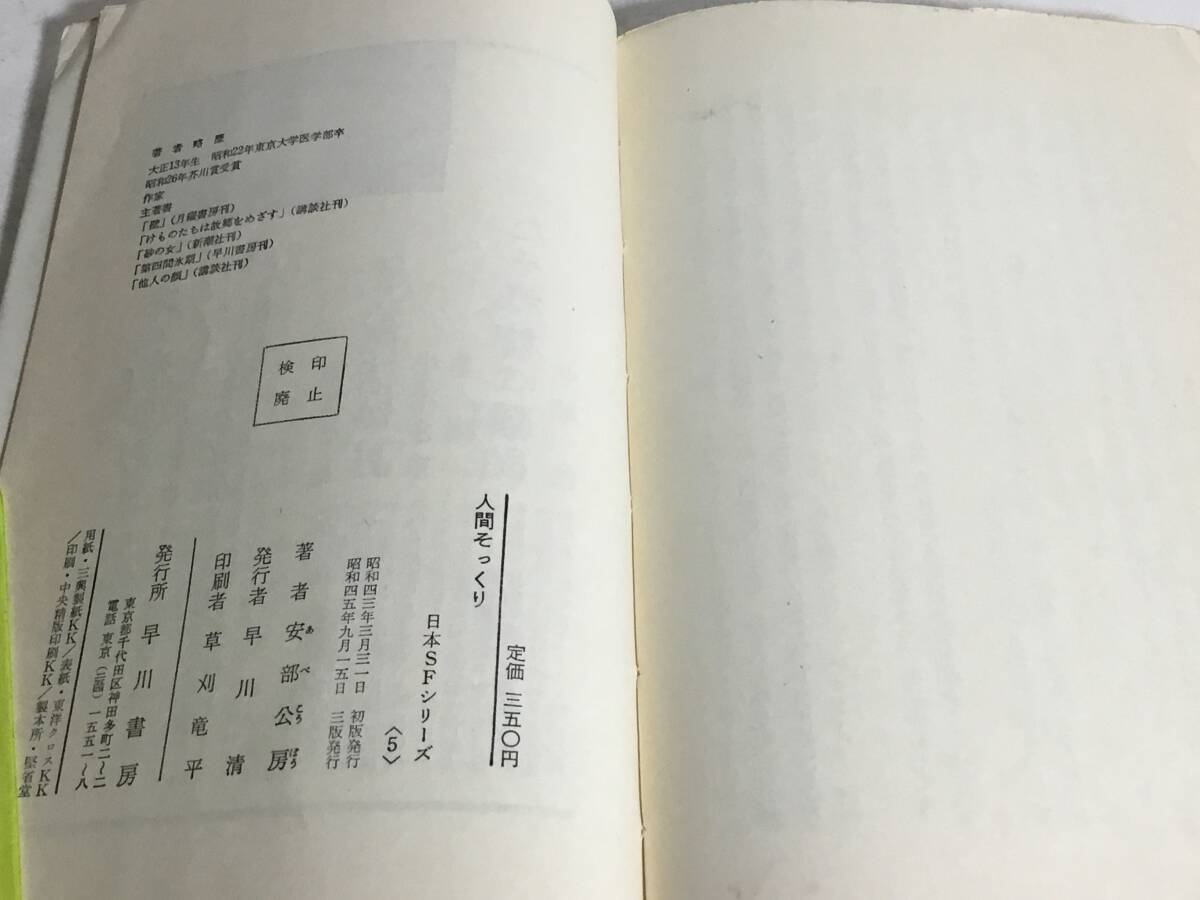 著者略歴
大正13年生 昭和22年東京大学医学部卒
昭和26年芥川賞受賞
作家
主著書
「壁」(月曜書房刊)
「けものたちは故郷をめざす」(講談社刊)
「砂の女」(新潮社刊)
「第四間氷期」(早川書房刊)
「他人の顔」(講談社刊)
検印
廃止
定価 三五〇円
人間そっくり
日本SFシリーズ
〈5〉
昭和四三年三月三一日 初版発行
昭和四五年九月一五日 三版発行
著者 安部公房
あべこうぼう
発行者 早川清
印刷者 草刈竜平
発行所 早川書房
東京都千代田区神田多町二〜二
電話 東京(二五四)一五五一〜八
用紙・三興製紙KK/表紙・東洋クロスKK
/印刷・中央精版印刷KK/製本所・堅省堂